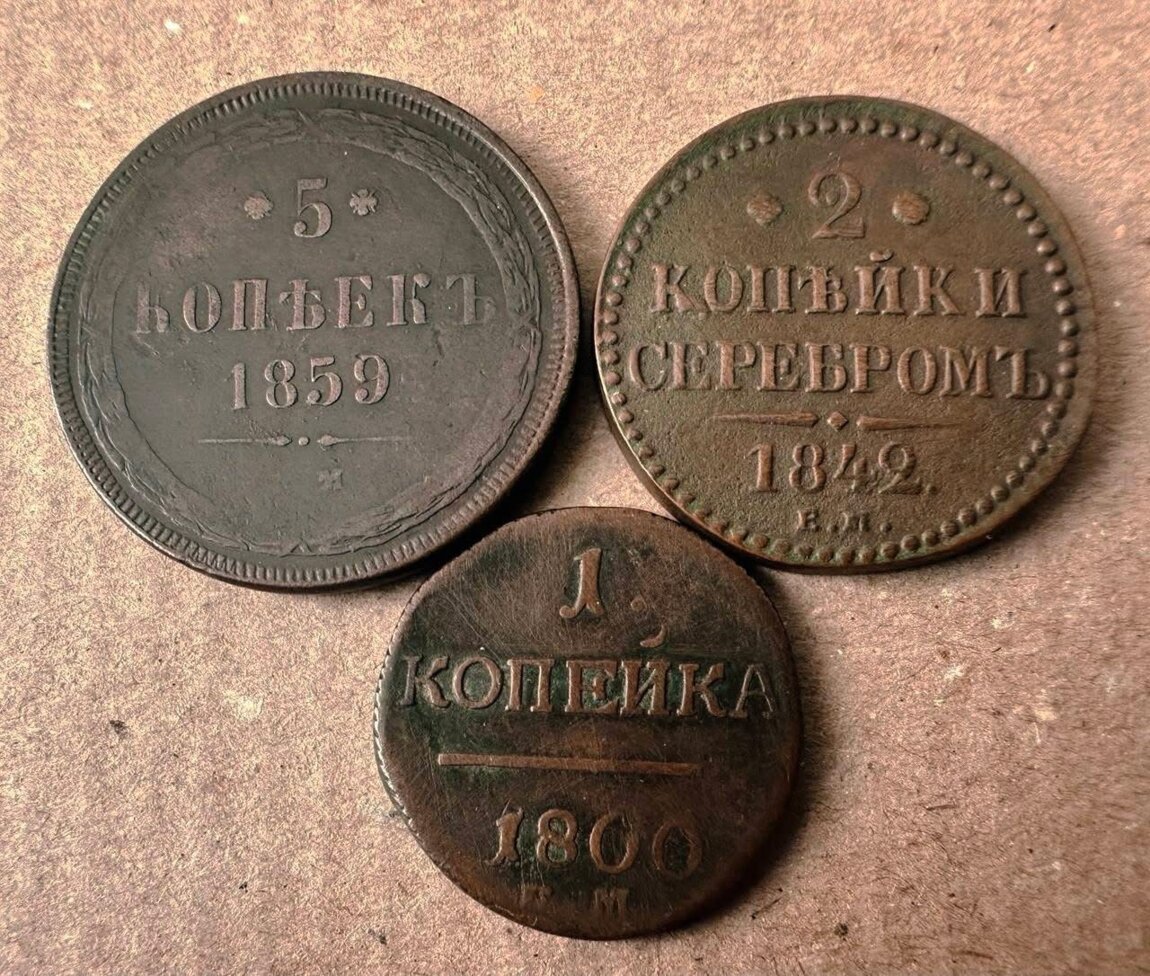 5
КОПѢЕКЪ
1859
2
КОПѢЙКИ
СЕРЕБРОМЪ
1842.
Е.М.
1.
КОПЕЙКА
1800
Е М